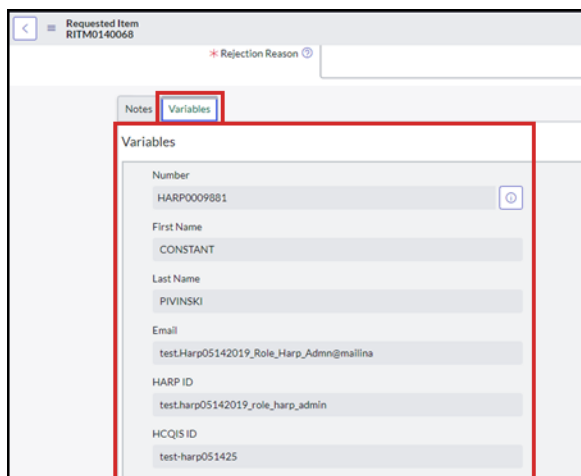 Requested Item
RITM0140068
* Rejection Reason
Notes
Variables
Variables
Number
HARP0009881
First Name
CONSTANT
Last Name
PIVINSKI
Email
test.Harp05142019_Role_Harp_Admn@mailina
HARP ID
test.harp05142019_role_harp_admin
HCQIS ID
test-harp051425